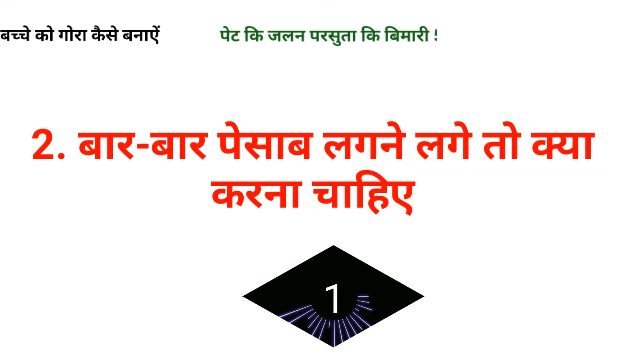 बच्चे को गोरा कैसे बनाऐं
पेट कि जलन परसुता कि बिमारी
2. बार-बार पेसाब लगने लगे तो क्या
करना चाहिए
1